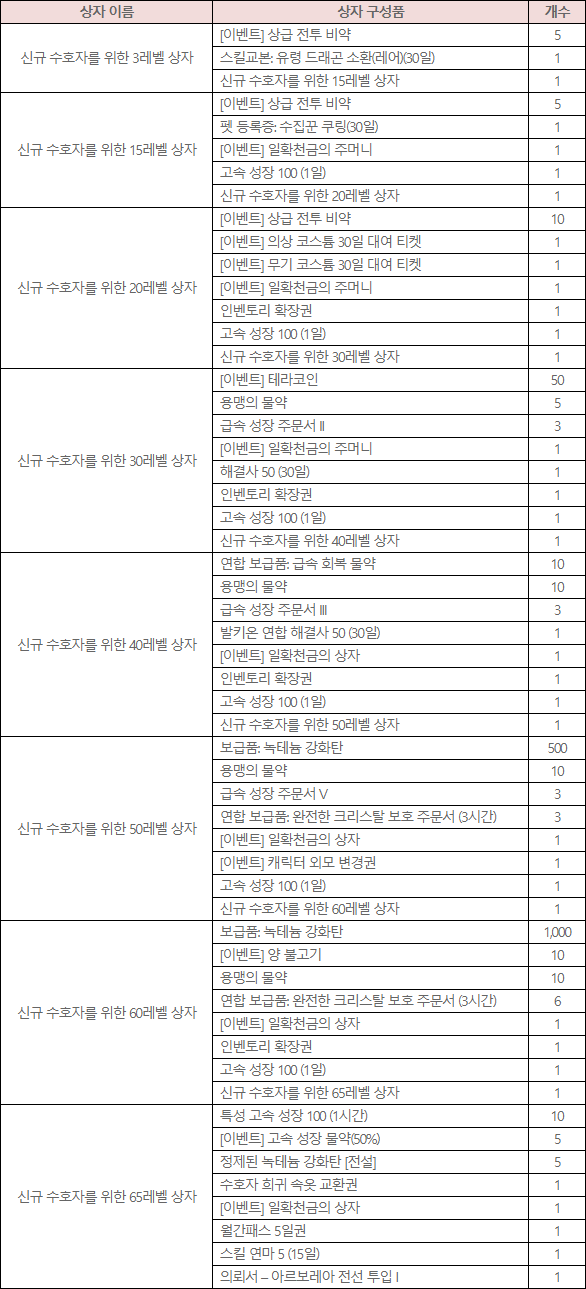 상자 이름 상자 구성품 개수
신규 수호자를 위한 3레벨 상자
[이벤트] 상급 전투 비약 5
스킬교본: 유령 드래곤 소환(레어)(30일) 1
신규 수호자를 위한 15레벨 상자 1
신규 수호자를 위한 15레벨 상자
[이벤트] 상급 전투 비약 5
펫 등록증: 수집꾼 쿠링(30일) 1
[이벤트] 일확천금의 주머니 1
고속 성장 100 (1일) 1
신규 수호자를 위한 20레벨 상자 1
신규 수호자를 위한 20레벨 상자
[이벤트] 상급 전투 비약 10
[이벤트] 의상 코스튬 30일 대여 티켓 1
[이벤트] 무기 코스튬 30일 대여 티켓 1
[이벤트] 일확천금의 주머니 1
인벤토리 확장권 1
고속 성장 100 (1일) 1
신규 수호자를 위한 30레벨 상자 1
신규 수호자를 위한 30레벨 상자
[이벤트] 테라코인 50
용맹의 물약 5
급속 성장 주문서 II 3
[이벤트] 일확천금의 주머니 1
해결사 50 (30일) 1
인벤토리 확장권 1
고속 성장 100 (1일) 1
신규 수호자를 위한 40레벨 상자 1
신규 수호자를 위한 40레벨 상자
연합 보급품: 급속 회복 물약 10
용맹의 물약 10
급속 성장 주문서 III 3
발키온 연합 해결사 50 (30일) 1
[이벤트] 일확천금의 상자 1
인벤토리 확장권 1
고속 성장 100 (1일) 1
신규 수호자를 위한 50레벨 상자 1
신규 수호자를 위한 50레벨 상자
보급품: 녹테늄 강화탄 500
용맹의 물약 10
급속 성장 주문서 V 3
연합 보급품: 완전한 크리스탈 보호 주문서 (3시간) 3
[이벤트] 일확천금의 상자 1
[이벤트] 캐릭터 외모 변경권 1
고속 성장 100 (1일) 1
신규 수호자를 위한 60레벨 상자 1
신규 수호자를 위한 60레벨 상자
보급품: 녹테늄 강화탄 1,000
[이벤트] 양 불고기 10
용맹의 물약 10
연합 보급품: 완전한 크리스탈 보호 주문서 (3시간) 6
[이벤트] 일확천금의 상자 1
인벤토리 확장권 1
고속 성장 100 (1일) 1
신규 수호자를 위한 65레벨 상자 1
신규 수호자를 위한 65레벨 상자
특성 고속 성장 100 (1시간) 10
[이벤트] 고속 성장 물약(50%) 5
정제된 녹테늄 강화탄 [전설] 5
수호자 희귀 속옷 교환권 1
[이벤트] 일확천금의 상자 1
월간패스 5일권 1
스킬 연마 5 (15일) 1
의뢰서 – 아르보레아 전선 투입 I 1